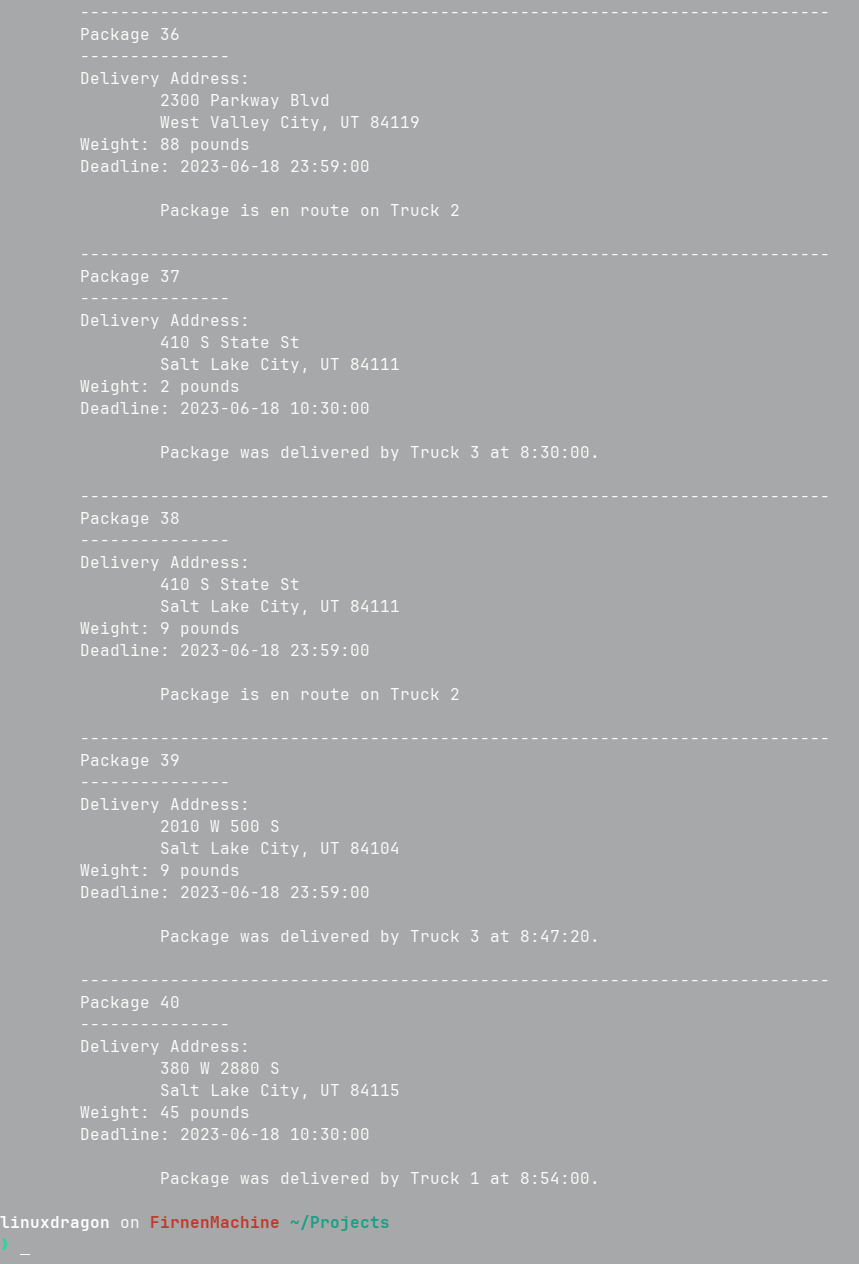 ---------------------------------------------------------------------------
Package 36
---------------
Delivery Address:
2300 Parkway Blvd
West Valley City, UT 84119
Weight: 88 pounds
Deadline: 2023-06-18 23:59:00
Package is en route on Truck 2
---------------------------------------------------------------------------
Package 37
---------------
Delivery Address:
410 S State St
Salt Lake City, UT 84111
Weight: 2 pounds
Deadline: 2023-06-18 10:30:00
Package was delivered by Truck 3 at 8:30:00.
---------------------------------------------------------------------------
Package 38
---------------
Delivery Address:
410 S State St
Salt Lake City, UT 84111
Weight: 9 pounds
Deadline: 2023-06-18 23:59:00
Package is en route on Truck 2
---------------------------------------------------------------------------
Package 39
---------------
Delivery Address:
2010 W 500 S
Salt Lake City, UT 84104
Weight: 9 pounds
Deadline: 2023-06-18 23:59:00
Package was delivered by Truck 3 at 8:47:20.
---------------------------------------------------------------------------
Package 40
---------------
Delivery Address:
380 W 2880 S
Salt Lake City, UT 84115
Weight: 45 pounds
Deadline: 2023-06-18 10:30:00
Package was delivered by Truck 1 at 8:54:00.
linuxdragon on FirnenMachine ~/Projects
❩ _